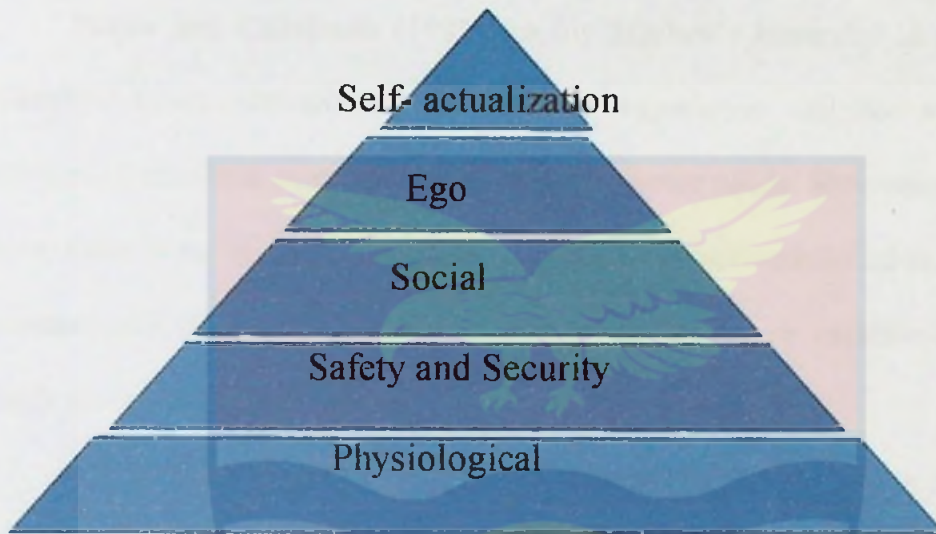 Self- actualization
Ego
Social
Safety and Security
Physiological